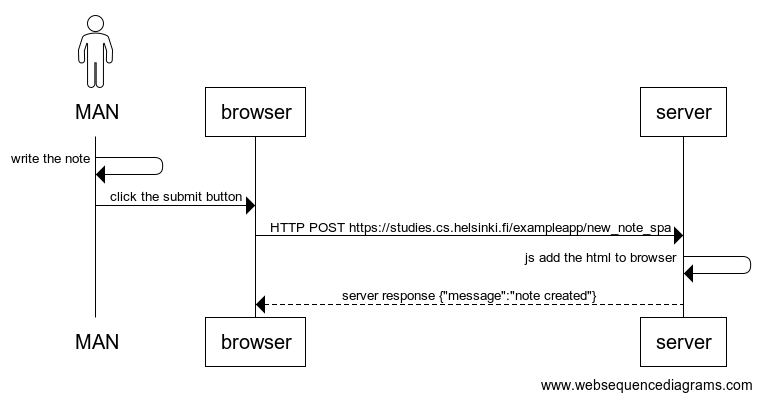 MAN
browser
server
write the note
click the submit button
HTTP POST https://studies.cs.helsinki.fi/exampleapp/new_note_spa
js add the html to browser
server response {"message":"note created"}
MAN
browser
server
www.websequencediagrams.com